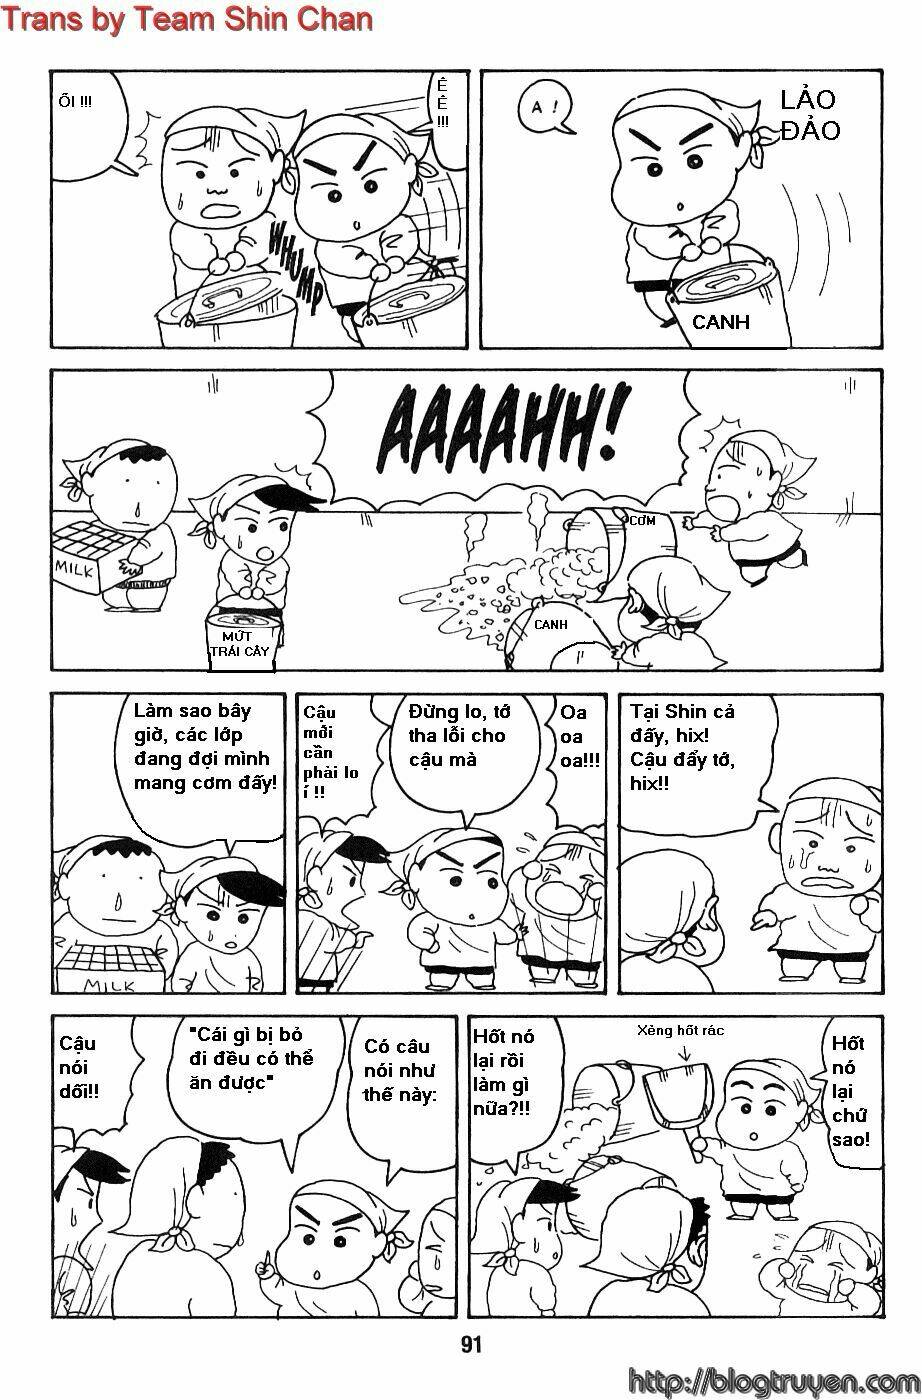 Trans by Team Shin Chan
A !
LẢO
ĐẢO
CANH
Ê
Ê
!!!
ỐI !!!
WHUMP
AAAAHH!
CƠM
CANH
MILK
MỨT
TRÁI CÂY
Tại Shin cả
đấy, hix!
Cậu đẩy tớ,
hix!!
Oa
oa
oa!!!
Đừng lo, tớ
tha lỗi cho
cậu mà
Cậu
mới
cần
phải lo
í !!
Làm sao bây
giờ, các lớp
đang đợi mình
mang cơm đấy!
MILK
Hốt
nó
lại
chứ
sao!
Xẻng hốt rác
Hốt nó
lại rồi
làm gì
nữa?!!
Có câu
nói như
thế này:
"Cái gì bị bỏ
đi đều có thể
ăn được"
Cậu
nói
dối!!
91
http://blogtruyen.com